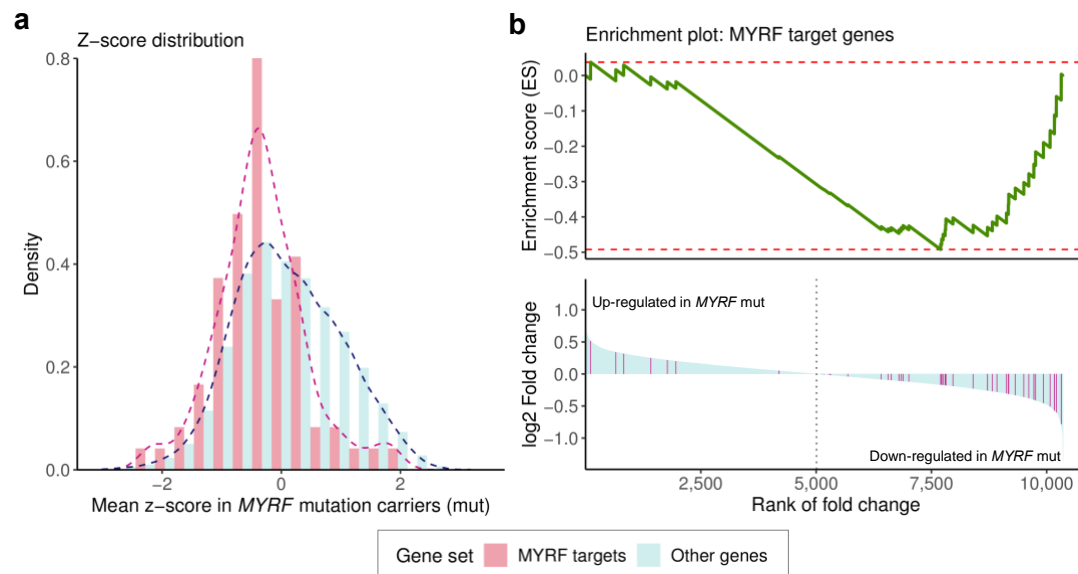 a
Z−score distribution
0.8
0.6
0.4
0.2
0.0
Density
−2
0
2
Mean z−score in MYRF mutation carriers (mut)
b
Enrichment plot: MYRF target genes
0.0
−0.1
−0.2
−0.3
−0.4
−0.5
Enrichment score (ES)
Up-regulated in MYRF mut
1.0
0.5
0.0
−0.5
−1.0
log2 Fold change
Down-regulated in MYRF mut
2,500
5,000
7,500
10,000
Rank of fold change
Gene set
MYRF targets
Other genes